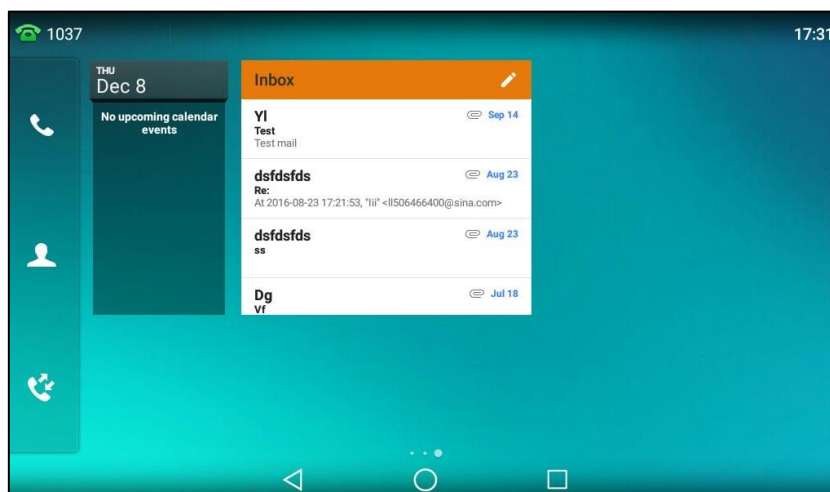 1037
17:31
THU
Dec 8
No upcoming calendar
events
Inbox
Yl
Sep 14
Test
Test mail
dsfdsfds
Aug 23
Re:
At 2016-08-23 17:21:53, "lii" <ll506466400@sina.com>
dsfdsfds
Aug 23
ss
Dg
Jul 18
Vf